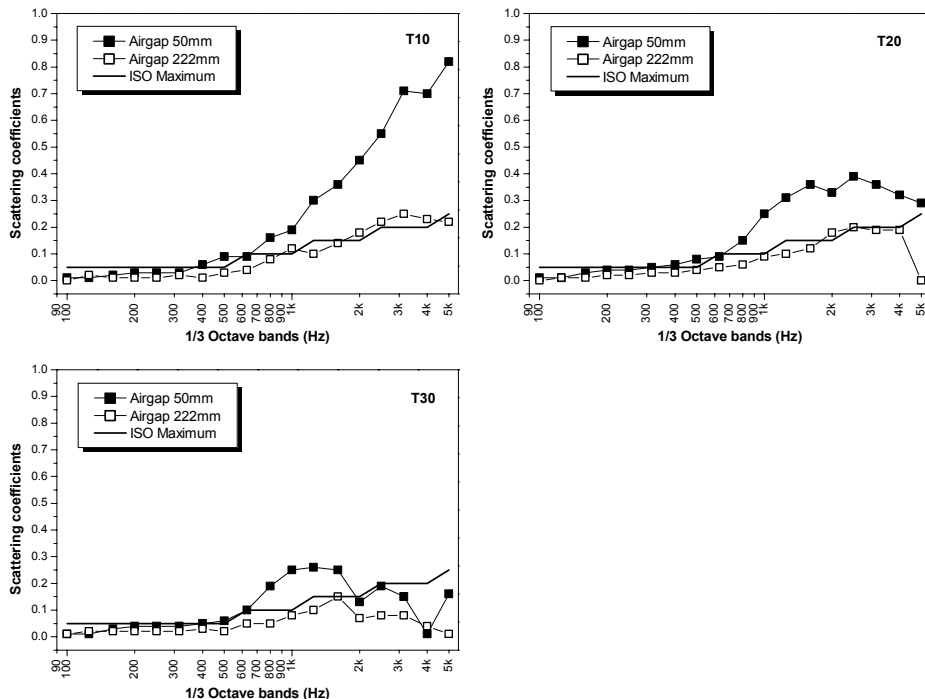 1.0
0.9
0.8
0.7
0.6
0.5
0.4
0.3
0.2
0.1
0.0
Scattering coefficients
Airgap 50mm
Airgap 222mm
ISO Maximum
T10
90
100
200
300
400
500
600
700
800
900
1k
2k
3k
4k
5k
1/3 Octave bands (Hz)
1.0
0.9
0.8
0.7
0.6
0.5
0.4
0.3
0.2
0.1
0.0
Scattering coefficients
Airgap 50mm
Airgap 222mm
ISO Maximum
T20
90
100
200
300
400
500
600
700
800
900
1k
2k
3k
4k
5k
1/3 Octave bands (Hz)
1.0
0.9
0.8
0.7
0.6
0.5
0.4
0.3
0.2
0.1
0.0
Scattering coefficients
Airgap 50mm
Airgap 222mm
ISO Maximum
T30
90
100
200
300
400
500
600
700
800
900
1k
2k
3k
4k
5k
1/3 Octave bands (Hz)